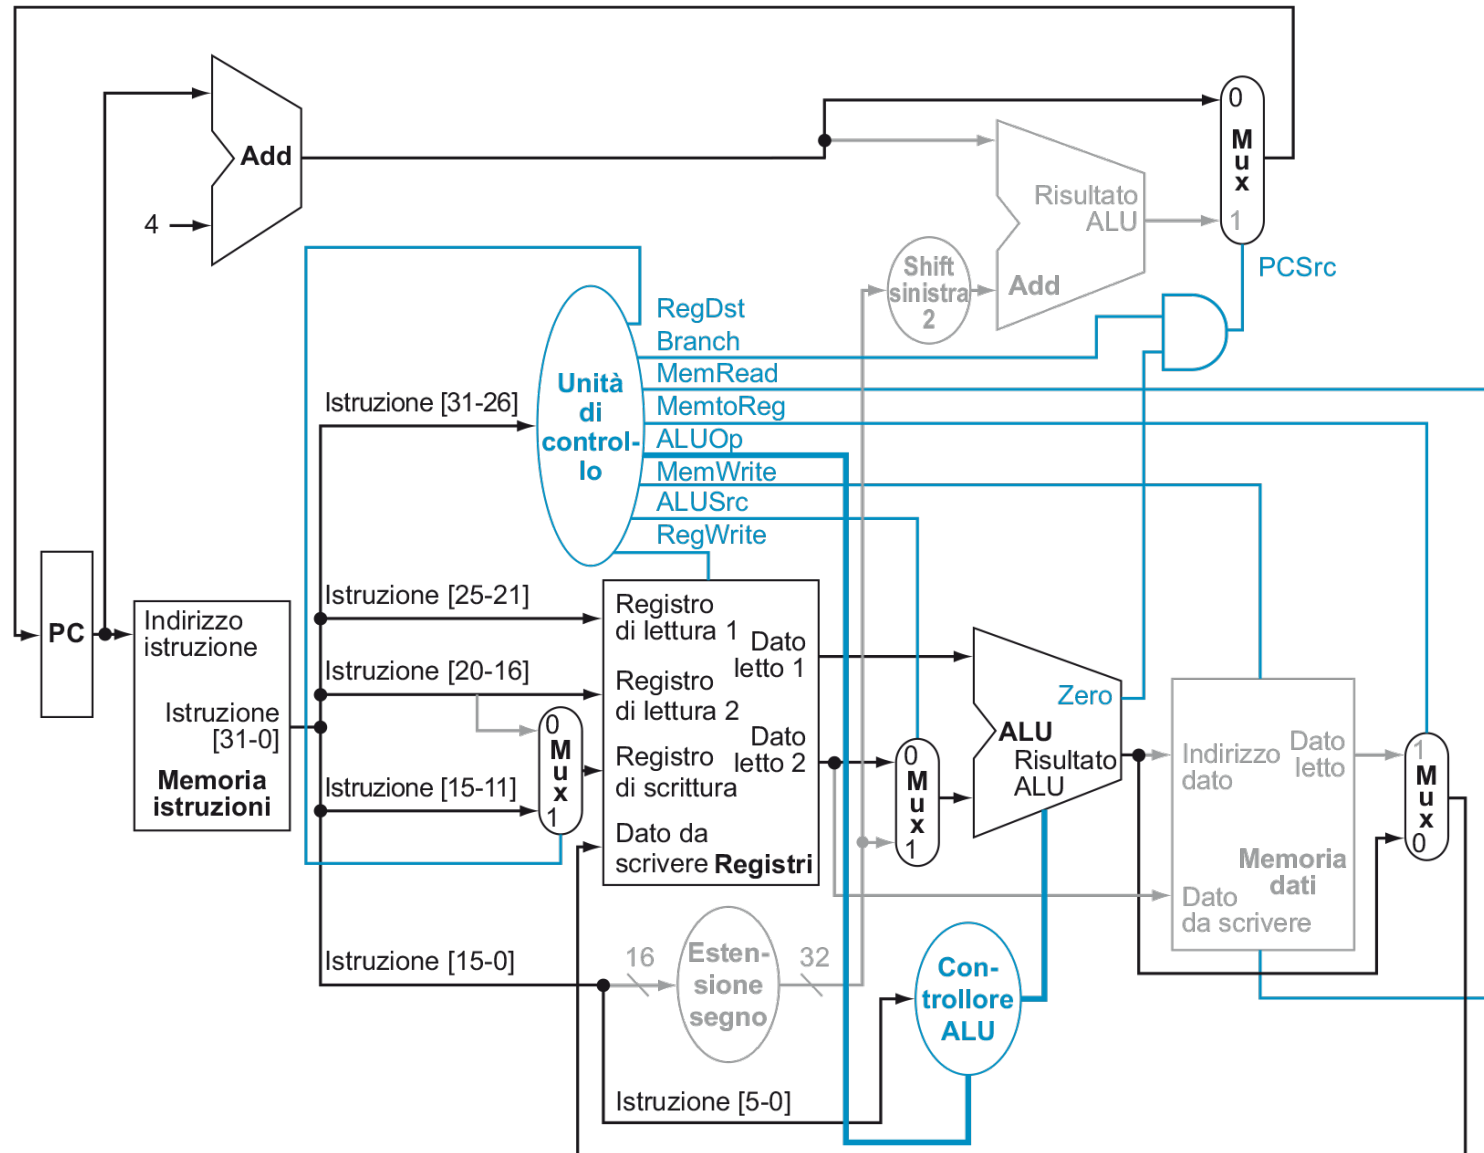 0
M
u
x
1
Add
4
Risultato
ALU
Add
Shift
sinistra
2
PCSrc
RegDst
Branch
MemRead
MemtoReg
ALUOp
MemWrite
ALUSrc
RegWrite
Unità
di
control-
lo
Istruzione [31-26]
Istruzione [25-21]
Istruzione [20-16]
Istruzione [15-11]
Istruzione [15-0]
Istruzione [5-0]
PC
Indirizzo
istruzione
Istruzione
[31-0]
Memoria
istruzioni
0
M
u
x
1
Registro
di lettura 1
Registro
di lettura 2
Registro
di scrittura
Dato da
scrivere
Registri
Dato
letto 1
Dato
letto 2
0
M
u
x
1
Zero
ALU
Risultato
ALU
Indirizzo
dato
Dato
letto
Memoria
dati
Dato
da scrivere
1
M
u
x
0
16
Esten-
sione
segno
32
Con-
trollore
ALU